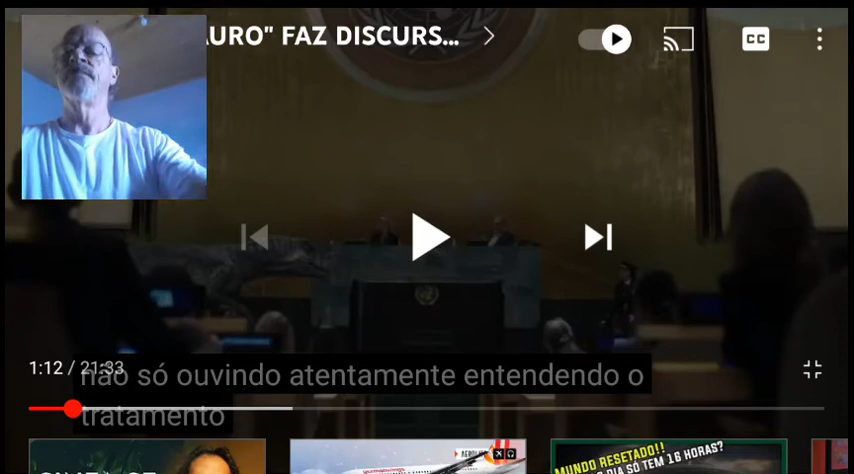 AURO" FAZ DISCURS...
CC
1:12 / 21:33
não só ouvindo atentamente entendendo o
tratamento
MUNDO RESETADO!!
O DIA SÓ TEM 16 HORAS?